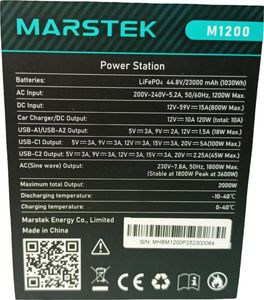 MARSTEK M1200
Power Station
Batteries: LiFePO₄ 44.8V/23000 mAh (1030Wh)
AC Input: 200V-240V~5.2A, 50/60Hz, 1200W Max.
DC Input: 12V-59V⎓15A(800W Max.)
Car Charger/DC Output: 12V⎓10A 120W (total: 10A)
USB-A1/USB-A2 Output: 5V⎓3A, 9V⎓2A, 12V⎓1.5A (18W Max.)
USB-C1 Output: 5V⎓3A, 9V⎓3A, 12V⎓3A, 15V⎓3A, 20V⎓5A(100W Max.)
USB-C2 Output: 5V⎓3A, 9V⎓3A, 12V⎓3A, 15V⎓3A, 20V⎓2.25A(45W Max.)
AC(Sine wave) Output: 230V~7.8A, 50Hz, 1800W Max.
(Stable at 1800W Peak at 3600W)
Maximum total Output: 2000W
Discharging temperature: -10-40°C
Charging temperature: 0-40°C
Marstek Energy Co., Limited
Made in China
S/N: MHBM1200P252300064